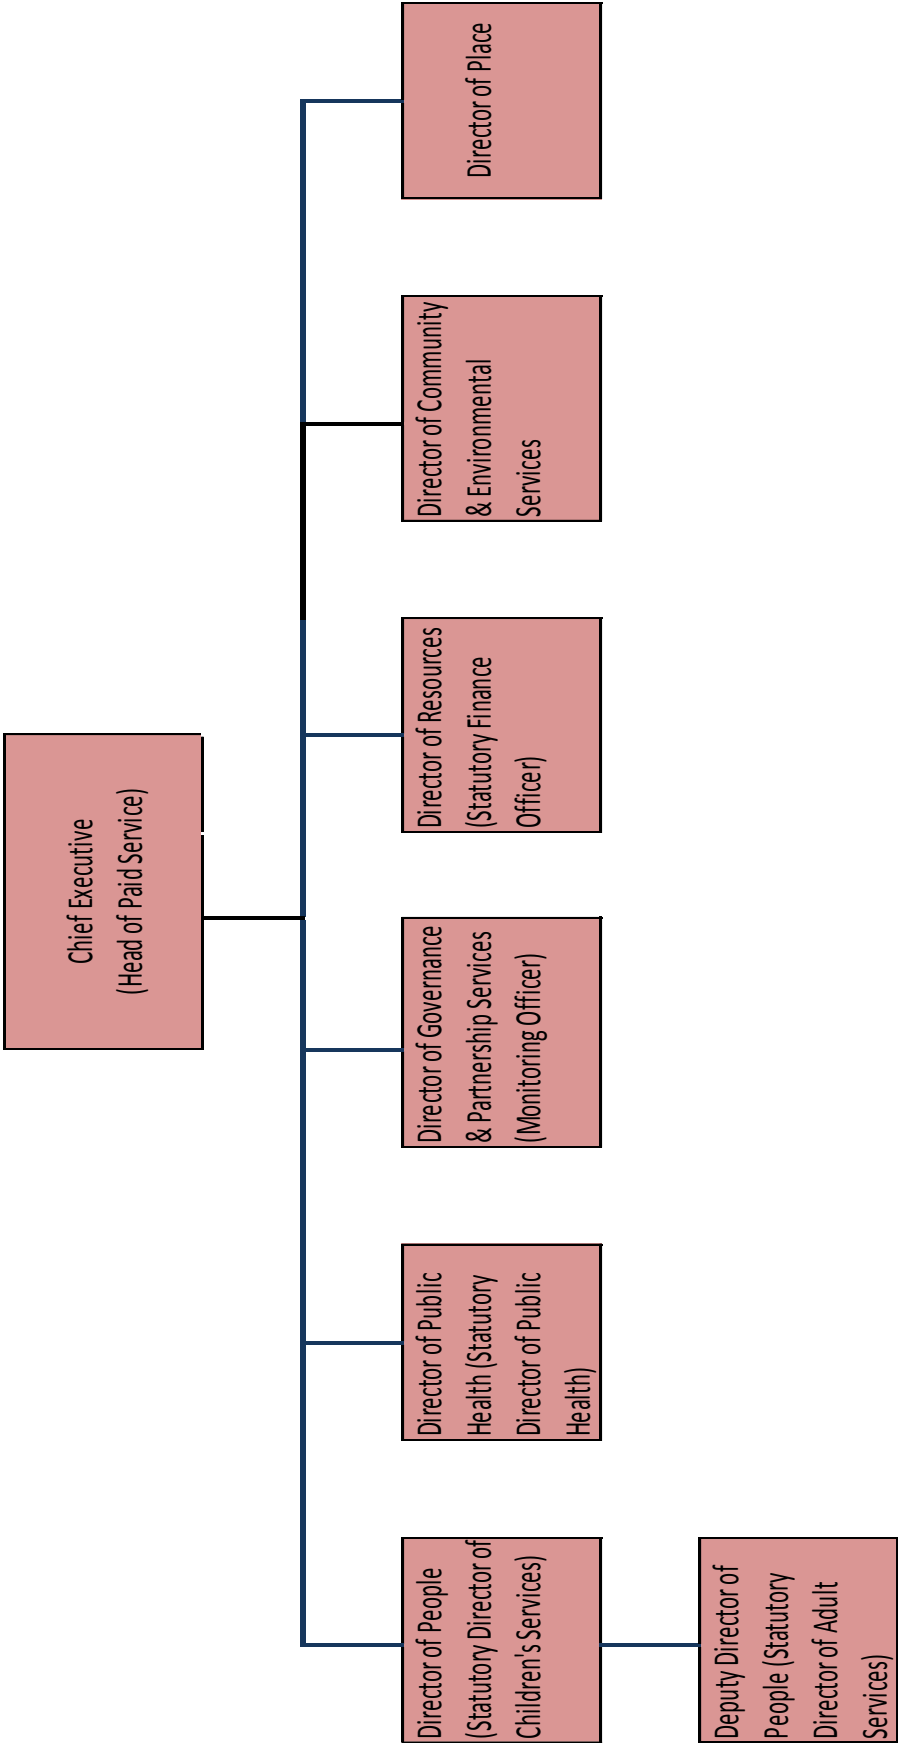 Chief Executive
(Head of Paid Service)
Director of People
(Statutory Director of
Children's Services)
Director of Public
Health (Statutory
Director of Public
Health)
Director of Governance
& Partnership Services
(Monitoring Officer)
Director of Resources
(Statutory Finance
Officer)
Director of Community
& Environmental
Services
Director of Place
Deputy Director of
People (Statutory
Director of Adult
Services)